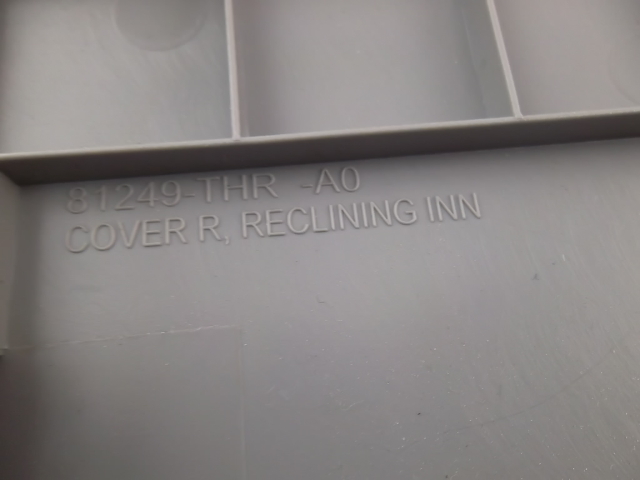 81249-THR -A0
COVER R, RECLINING INN